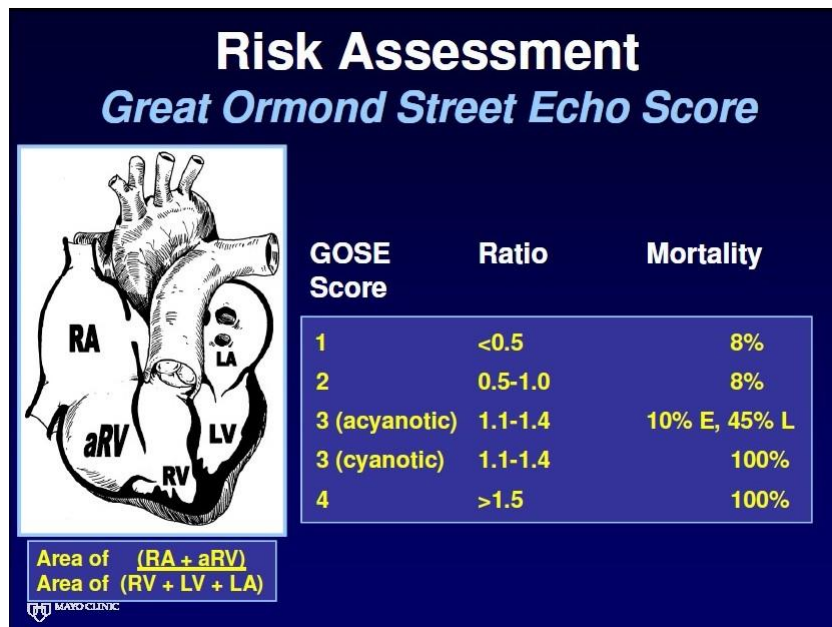 Risk Assessment
Great Ormond Street Echo Score
RA
LA
aRV
LV
RV
GOSE Score Ratio Mortality
1 <0.5 8%
2 0.5-1.0 8%
3 (acyanotic) 1.1-1.4 10% E, 45% L
3 (cyanotic) 1.1-1.4 100%
4 >1.5 100%
Area of (RA + aRV)
Area of (RV + LV + LA)
MAYO CLINIC